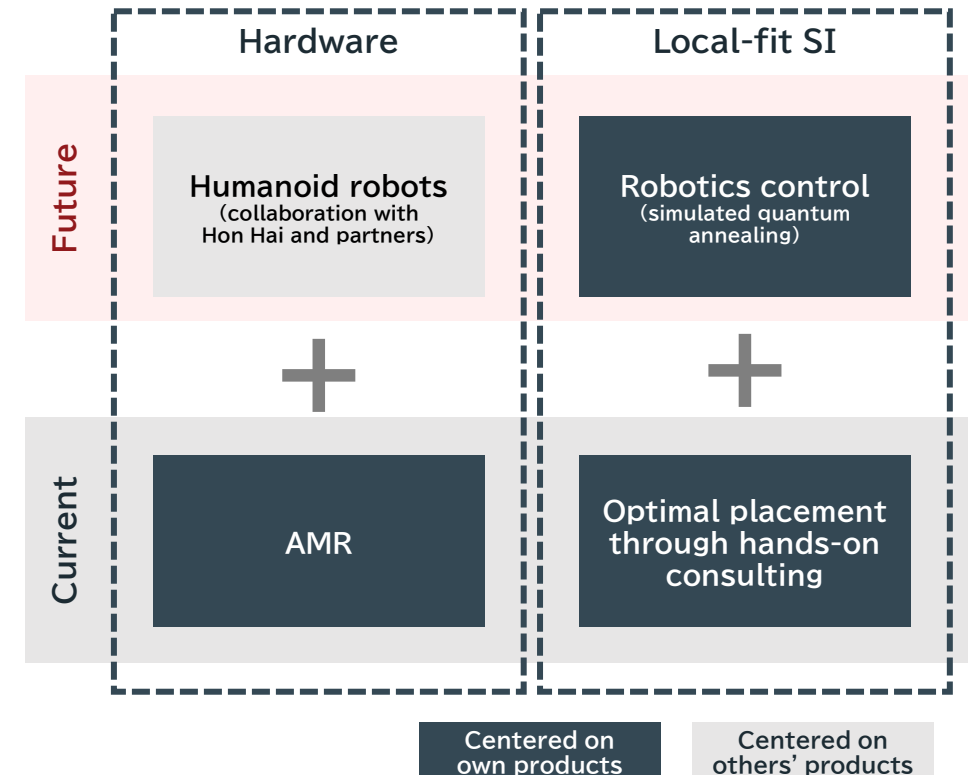 Hardware
Local-fit SI
Future
Humanoid robots
(collaboration with
Hon Hai and partners)
Robotics control
(simulated quantum
annealing)
+
+
Current
AMR
Optimal placement
through hands-on
consulting
Centered on
own products
Centered on
others’ products